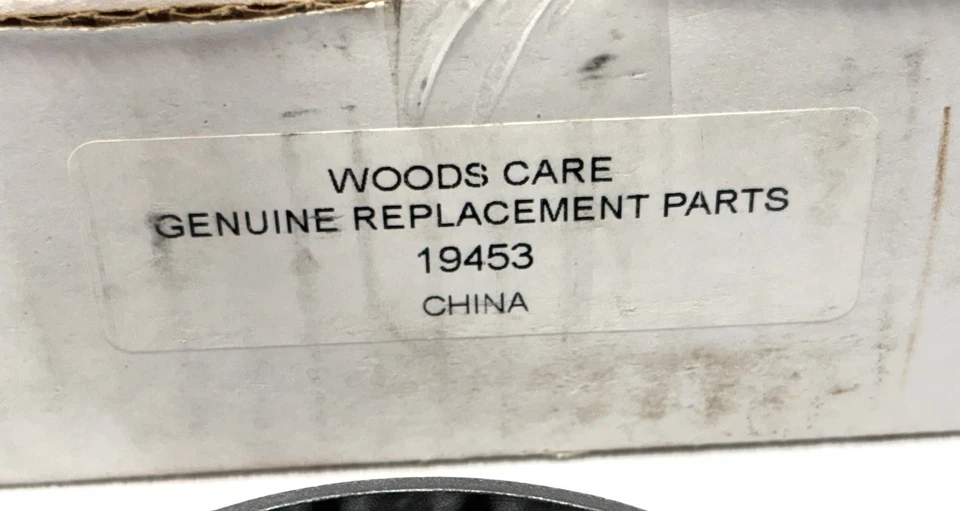 WOODS CARE
GENUINE REPLACEMENT PARTS
19453
CHINA